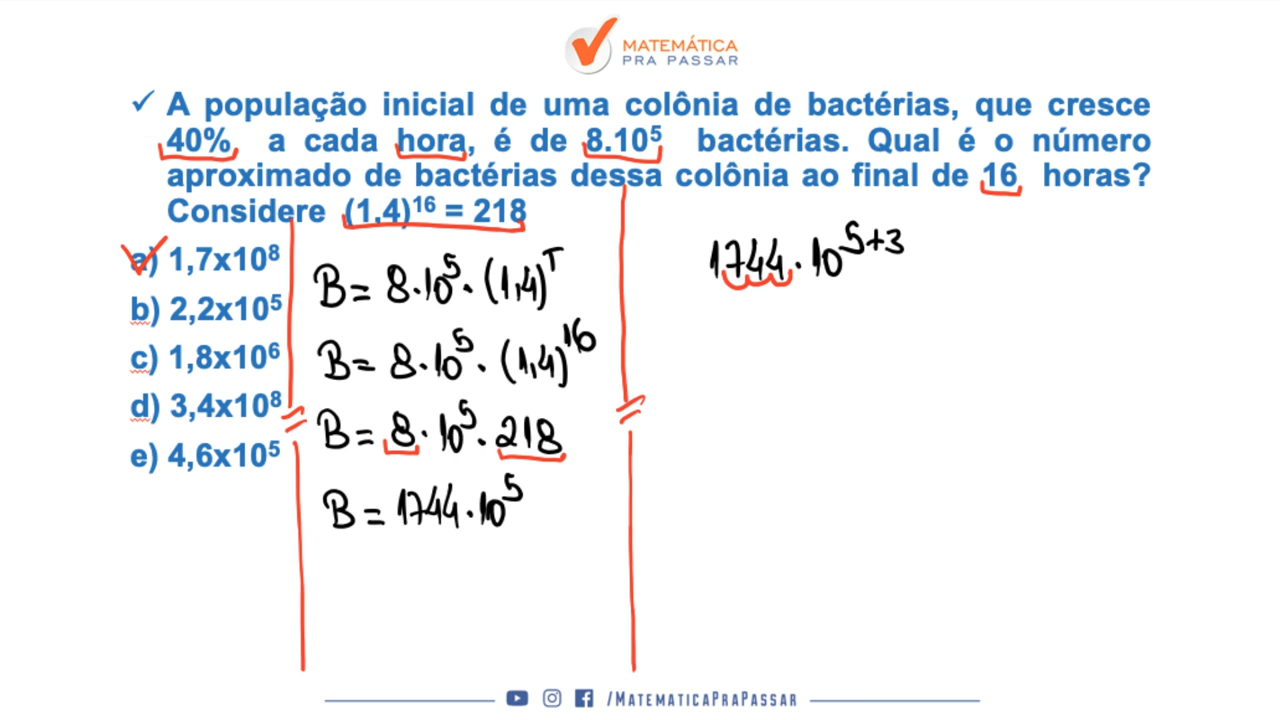 MATEMÁTICA
PRA PASSAR
✓ A população inicial de uma colônia de bactérias, que cresce
40% a cada hora, é de 8.10⁵ bactérias. Qual é o número
aproximado de bactérias dessa colônia ao final de 16 horas?
Considere (1,4)¹⁶ = 218
a) 1,7x10⁸
b) 2,2x10⁵
c) 1,8x10⁶
d) 3,4x10⁸
e) 4,6x10⁵
B = 8·10⁵·(1,4)ᵀ
B = 8·10⁵·(1,4)¹⁶
B = 8·10⁵·218
B = 1744·10⁵
1744·10⁵⁺³
/MatematicaPraPassar